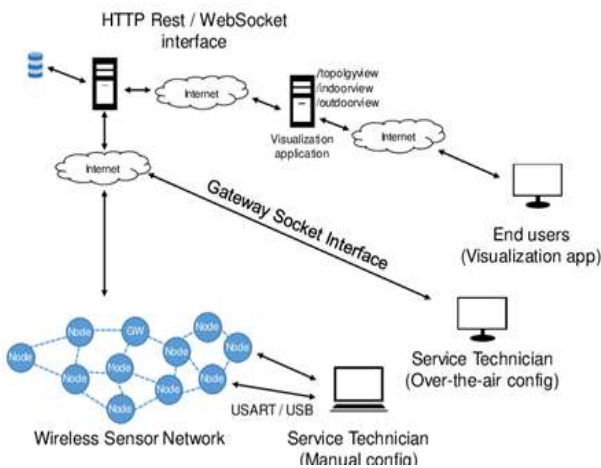 HTTP Rest / WebSocket
interface
Internet
/topolgyview
/indoorview
/outdoorview
Visualization
application
Internet
Internet
Gateway Socket Interface
End users
(Visualization app)
Node
GW
Node
Node
Node
Node
Node
Node
Node
Node
Node
Node
Service Technician
(Over-the-air config)
USART / USB
Wireless Sensor Network
Service Technician
(Manual config)